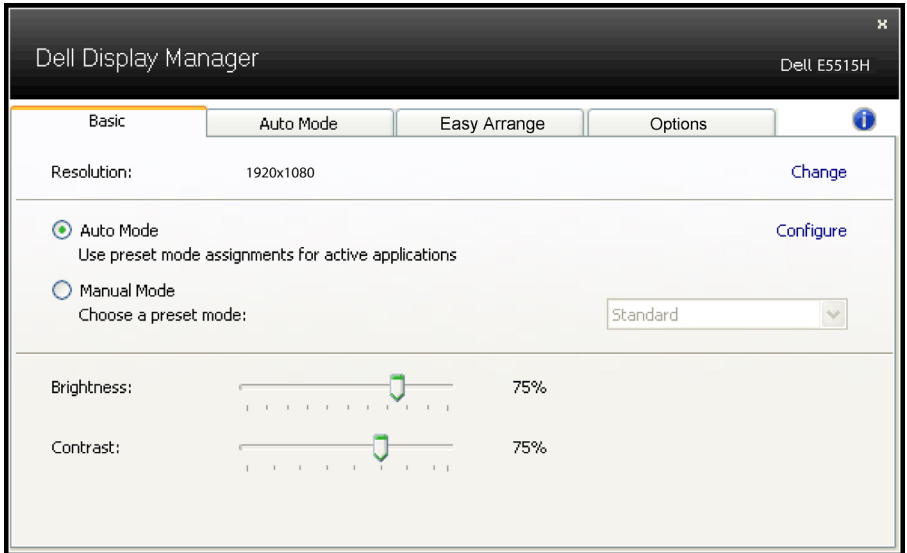 x
Dell Display Manager
Dell E5515H
Basic Auto Mode Easy Arrange Options i
Resolution: 1920x1080 Change
Auto Mode Configure
Use preset mode assignments for active applications
Manual Mode
Choose a preset mode: Standard
Brightness: 75%
Contrast: 75%